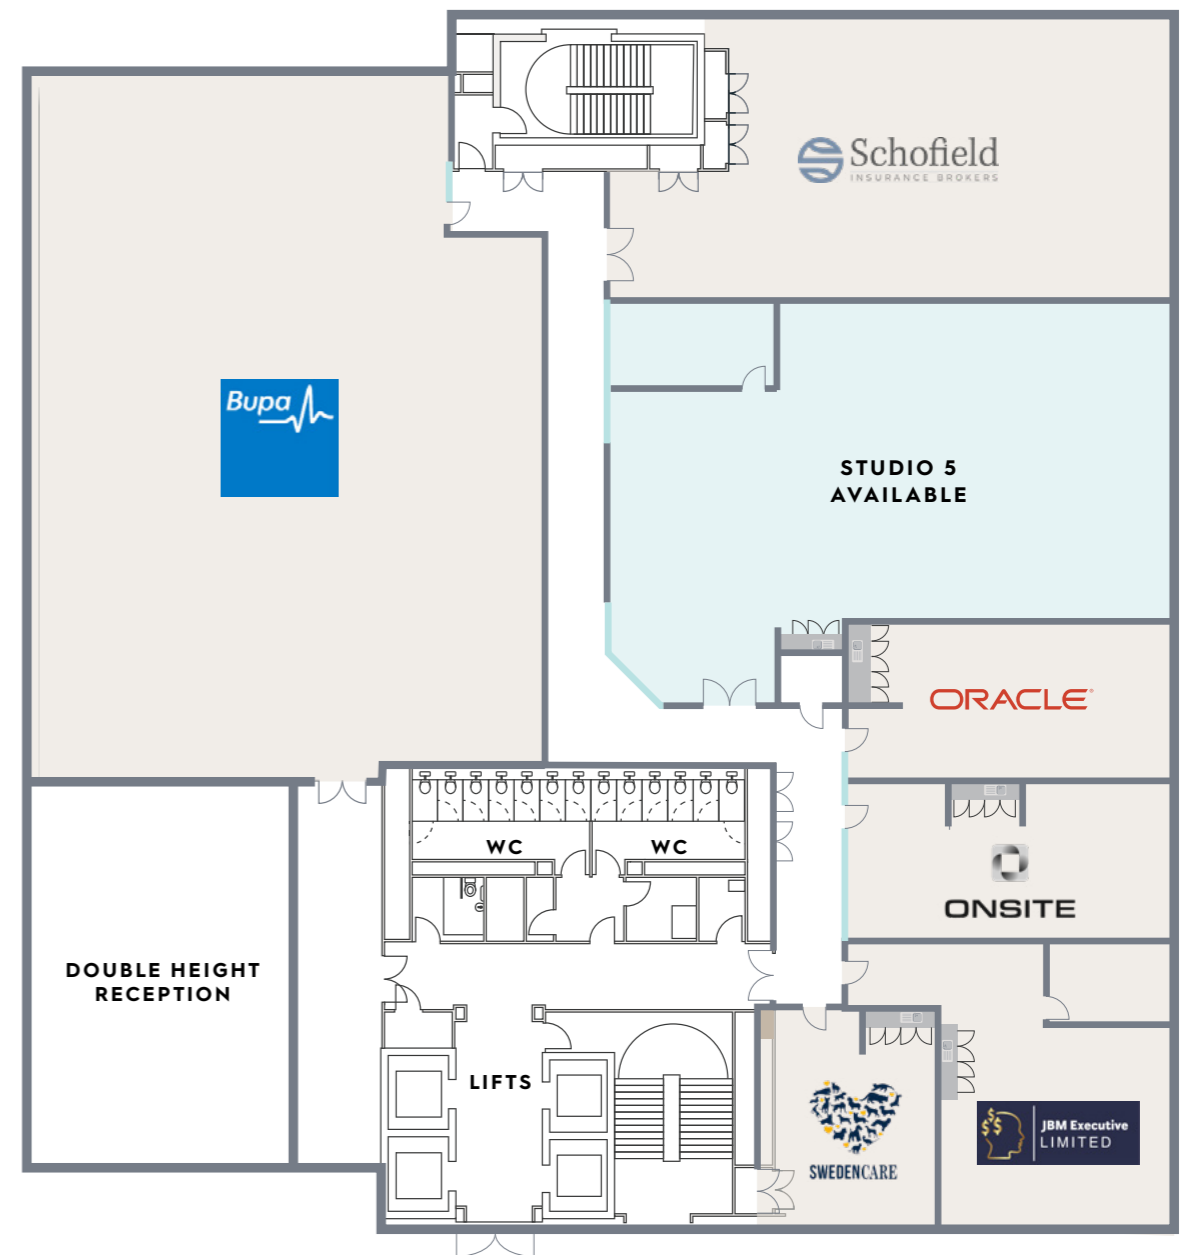 Schofield
INSURANCE BROKERS
Bupa
STUDIO 5
AVAILABLE
ORACLE
ONSITE
WC
WC
DOUBLE HEIGHT
RECEPTION
LIFTS
SWEDENCARE
$$$
JBM Executive
LIMITED